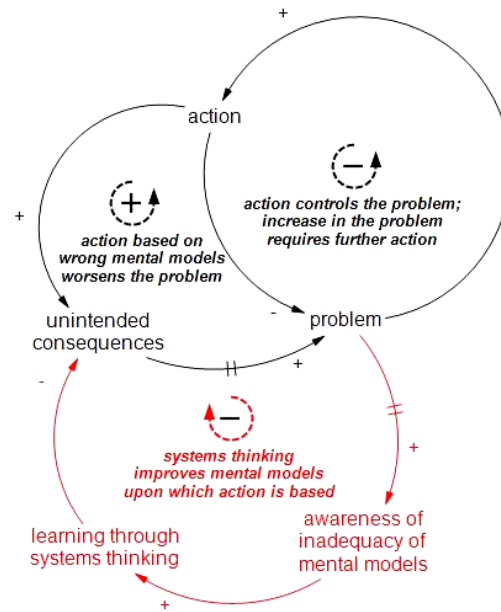 +
action
+
action based on
wrong mental models
worsens the problem
−
action controls the problem;
increase in the problem
requires further action
+
unintended
consequences
-
problem
+
-
+
−
systems thinking
improves mental models
upon which action is based
learning through
systems thinking
awareness of
inadequacy of
mental models
+